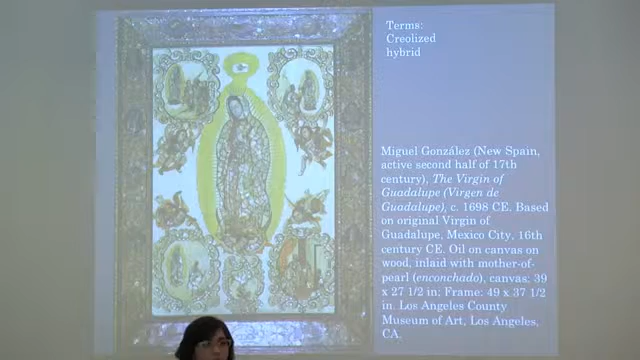 Terms:
Creolized
hybrid
Miguel González (New Spain,
active second half of 17th
century), The Virgin of
Guadalupe (Virgen de
Guadalupe), c. 1698 CE. Based
on original Virgin of
Guadalupe, Mexico City, 16th
century CE. Oil on canvas on
wood, inlaid with mother-of-
pearl (enconchado), canvas: 39
x 27 1/2 in; Frame: 49 x 37 1/2
in. Los Angeles County
Museum of Art, Los Angeles,
CA.